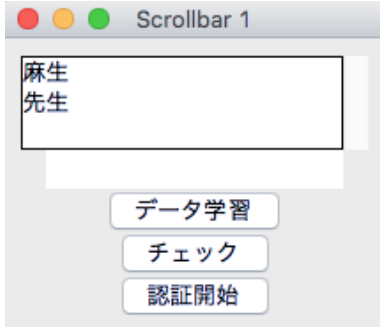 Scrollbar 1
麻生
先生
データ学習
チェック
認証開始